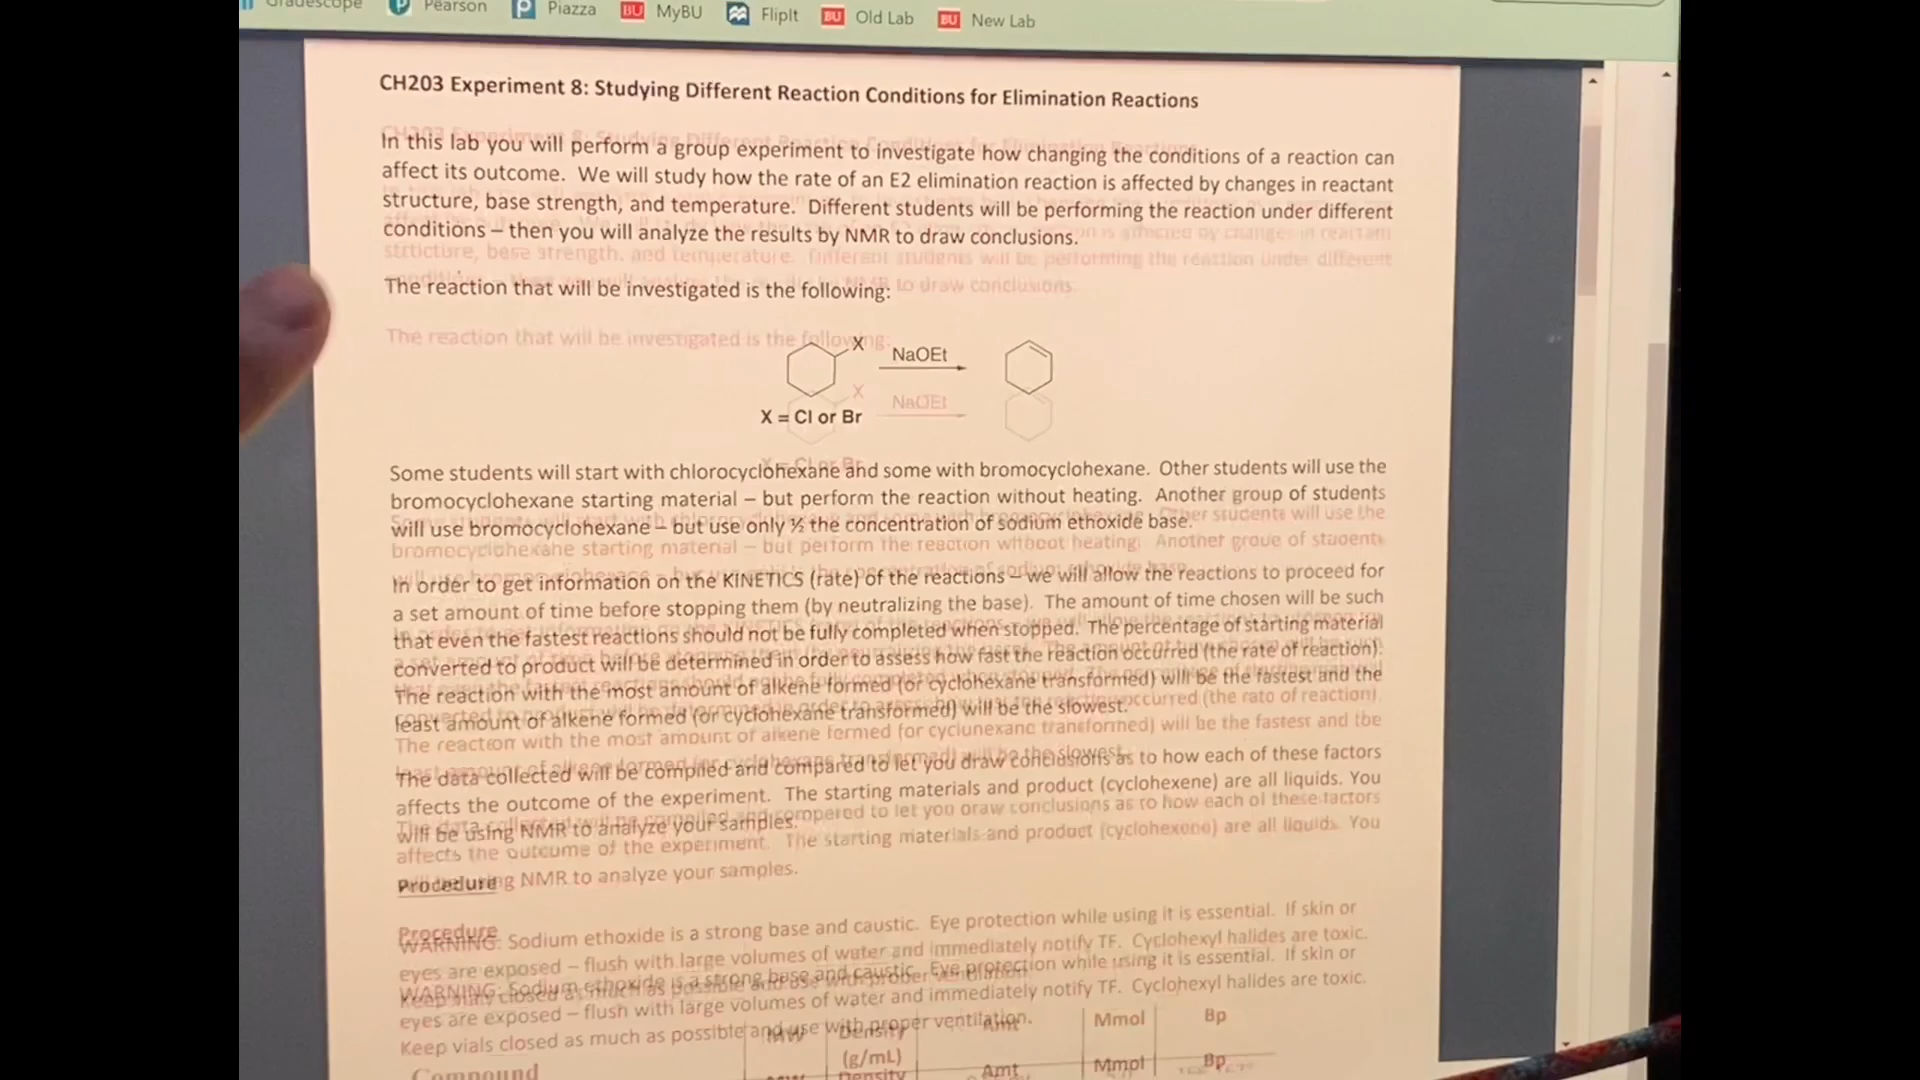 Gradescope Pearson Piazza MyBU FlipIt Old Lab New Lab
CH203 Experiment 8: Studying Different Reaction Conditions for Elimination Reactions
In this lab you will perform a group experiment to investigate how changing the conditions of a reaction can
affect its outcome. We will study how the rate of an E2 elimination reaction is affected by changes in reactant
structure, base strength, and temperature. Different students will be performing the reaction under different
conditions – then you will analyze the results by NMR to draw conclusions.
The reaction that will be investigated is the following:
X
NaOEt
X = Cl or Br
Some students will start with chlorocyclohexane and some with bromocyclohexane. Other students will use the
bromocyclohexane starting material – but perform the reaction without heating. Another group of students
will use bromocyclohexane – but use only ½ the concentration of sodium ethoxide base.
In order to get information on the KINETICS (rate) of the reactions – we will allow the reactions to proceed for
a set amount of time before stopping them (by neutralizing the base). The amount of time chosen will be such
that even the fastest reactions should not be fully completed when stopped. The percentage of starting material
converted to product will be determined in order to assess how fast the reaction occurred (the rate of reaction).
The reaction with the most amount of alkene formed (or cyclohexane transformed) will be the fastest and the
least amount of alkene formed (or cyclohexane transformed) will be the slowest.
The data collected will be compiled and compared to let you draw conclusions as to how each of these factors
affects the outcome of the experiment. The starting materials and product (cyclohexene) are all liquids. You
will be using NMR to analyze your samples.
Procedure
WARNING: Sodium ethoxide is a strong base and caustic. Eye protection while using it is essential. If skin or
eyes are exposed – flush with large volumes of water and immediately notify TF. Cyclohexyl halides are toxic.
Keep vials closed as much as possible and use with proper ventilation.
Compound MW Density (g/mL) Amt Mmol Bp